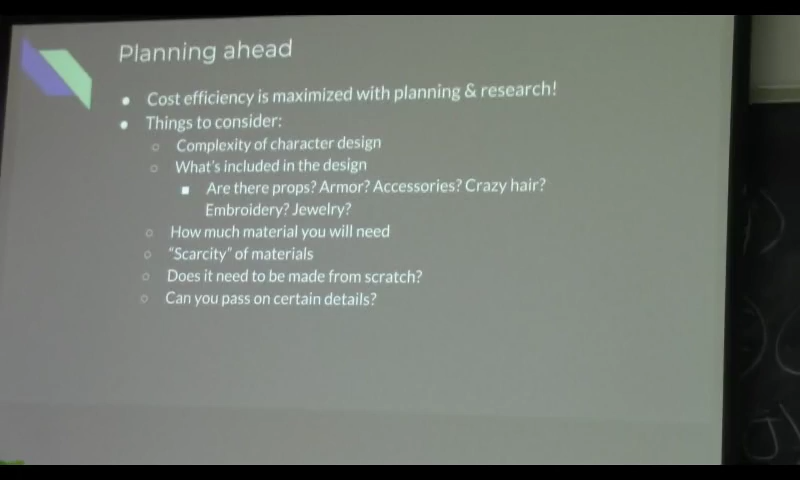 Planning ahead
● Cost efficiency is maximized with planning & research!
● Things to consider:
○ Complexity of character design
○ What's included in the design
■ Are there props? Armor? Accessories? Crazy hair?
Embroidery? Jewelry?
○ How much material you will need
○ "Scarcity" of materials
○ Does it need to be made from scratch?
○ Can you pass on certain details?